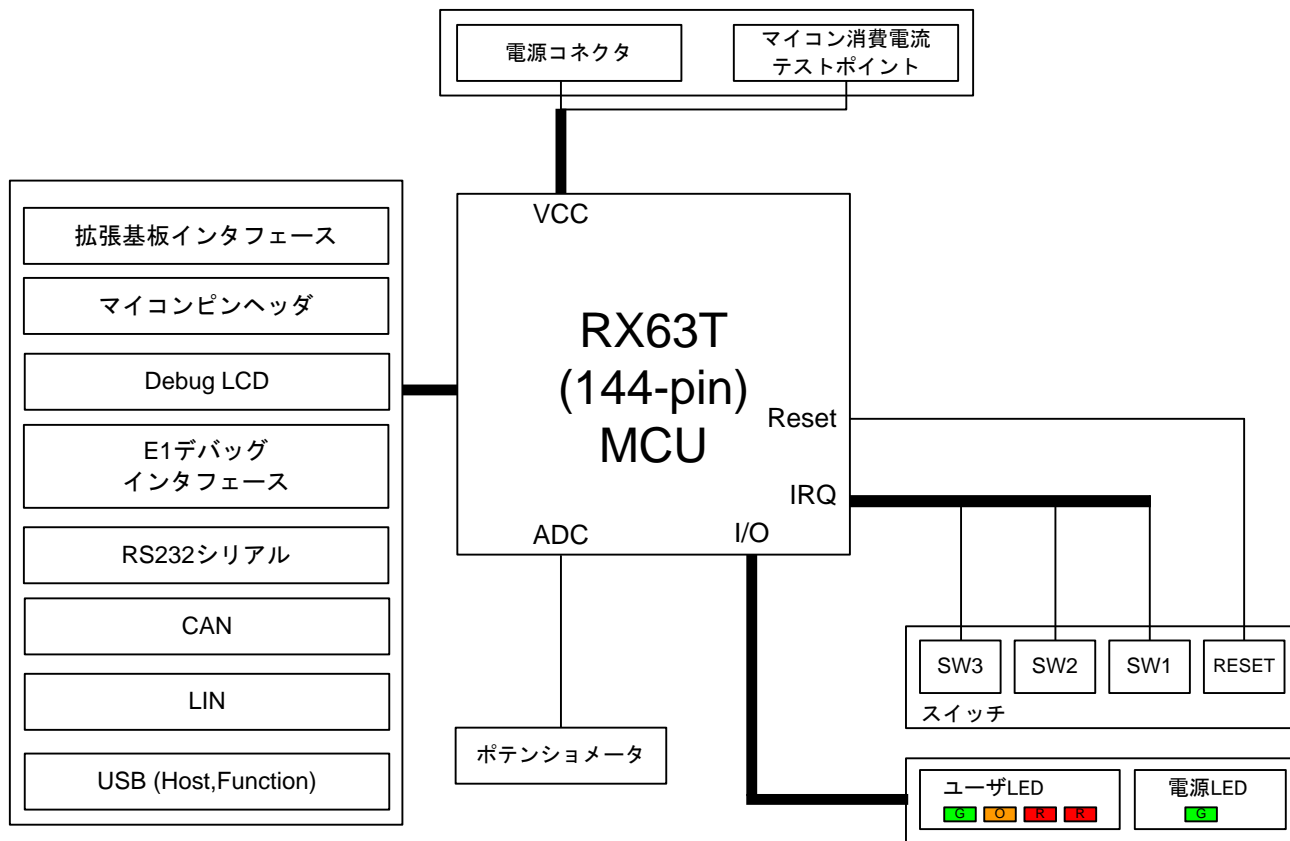 電源コネクタ
マイコン消費電流
テストポイント
拡張基板インタフェース
マイコンピンヘッダ
Debug LCD
E1デバッグ
インタフェース
RS232シリアル
CAN
LIN
USB (Host,Function)
VCC
RX63T
(144-pin)
MCU
Reset
IRQ
ADC
I/O
ポテンショメータ
SW3
SW2
SW1
RESET
スイッチ
ユーザLED
G O R R
電源LED
G